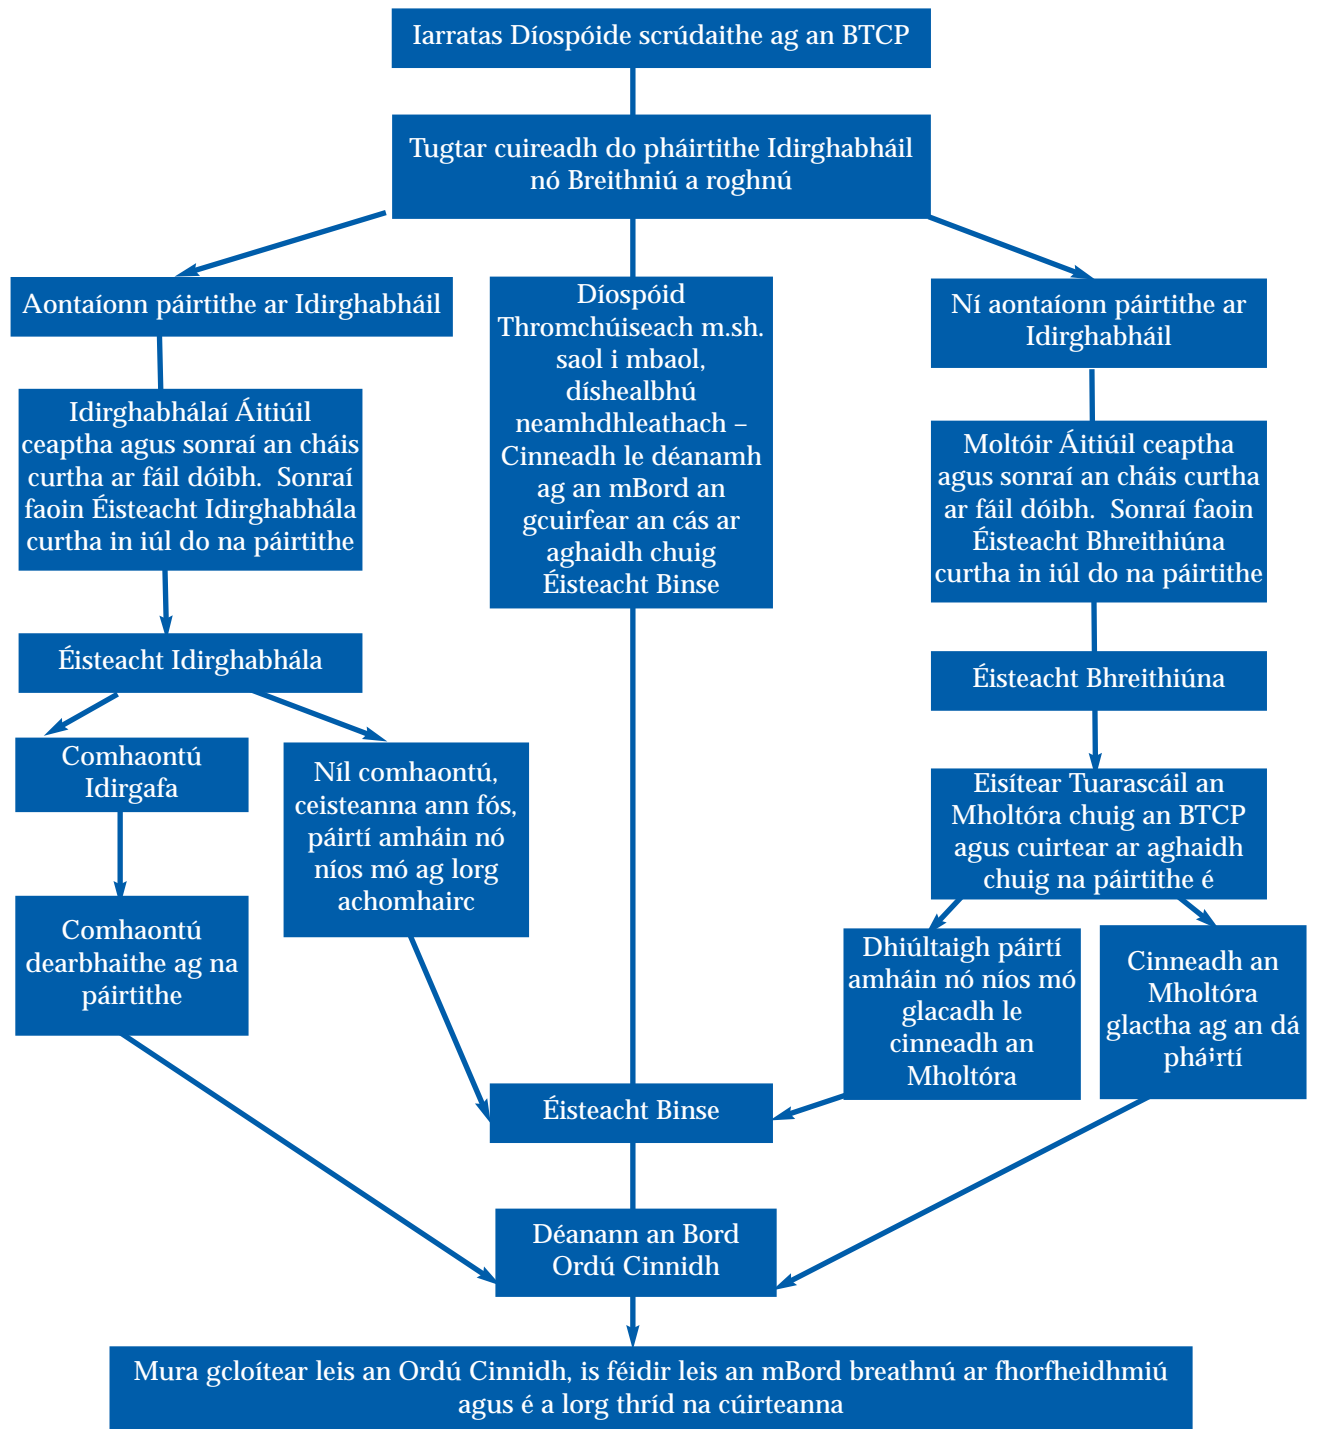 Iarratas Díospóide scrúdaithe ag an BTCP
Tugtar cuireadh do pháirtithe Idirghabháil
nó Breithniú a roghnú
Aontaíonn páirtithe ar Idirghabháil
Idirghabhálaí Áitiúil
ceaptha agus sonraí an cháis
curtha ar fáil dóibh. Sonraí
faoin Éisteacht Idirghabhála
curtha in iúl do na páirtithe
Éisteacht Idirghabhála
Comhaontú
Idirgafa
Comhaontú
dearbhaithe ag na
páirtithe
Níl comhaontú,
ceisteanna ann fós,
páirtí amháin nó
níos mó ag lorg
achomhairc
Díospóid
Thromchúiseach m.sh.
saol i mbaol,
díshealbhú
neamhdhleathach –
Cinneadh le déanamh
ag an mBord an
gcuirfear an cás ar
aghaidh chuig
Éisteacht Binse
Ní aontaíonn páirtithe ar
Idirghabháil
Moltóir Áitiúil ceaptha
agus sonraí an cháis curtha
ar fáil dóibh. Sonraí faoin
Éisteacht Bhreithiúna
curtha in iúl do na páirtithe
Éisteacht Bhreithiúna
Eisítear Tuarascáil an
Mholtóra chuig an BTCP
agus cuirtear ar aghaidh
chuig na páirtithe é
Dhiúltaigh páirtí
amháin nó níos mó
glacadh le
cinneadh an
Mholtóra
Cinneadh an
Mholtóra
glactha ag an dá
pháirtí
Éisteacht Binse
Déanann an Bord
Ordú Cinnidh
Mura gcloítear leis an Ordú Cinnidh, is féidir leis an mBord breathnú ar fhorfheidhmiú
agus é a lorg thríd na cúirteanna